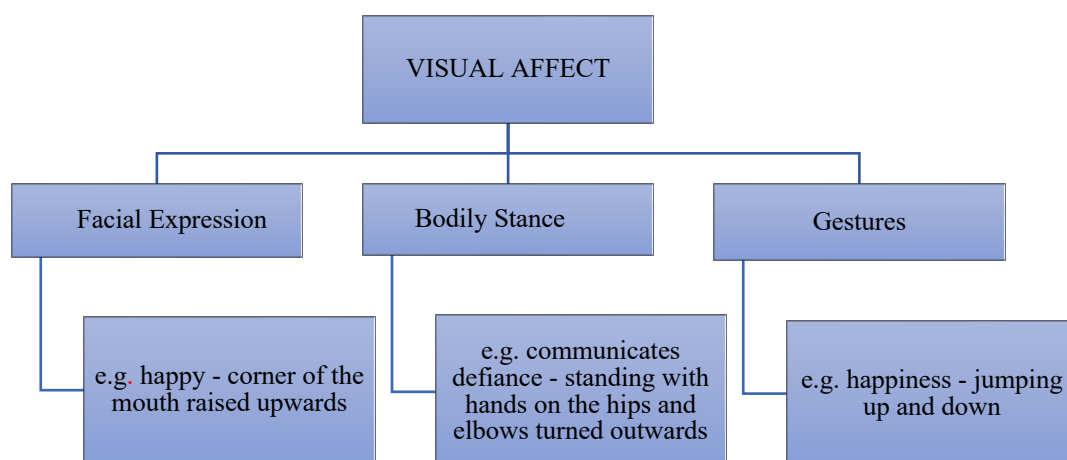 VISUAL AFFECT
Facial Expression
Bodily Stance
Gestures
e.g. happy - corner of the
mouth raised upwards
e.g. communicates
defiance - standing with
hands on the hips and
elbows turned outwards
e.g. happiness - jumping
up and down